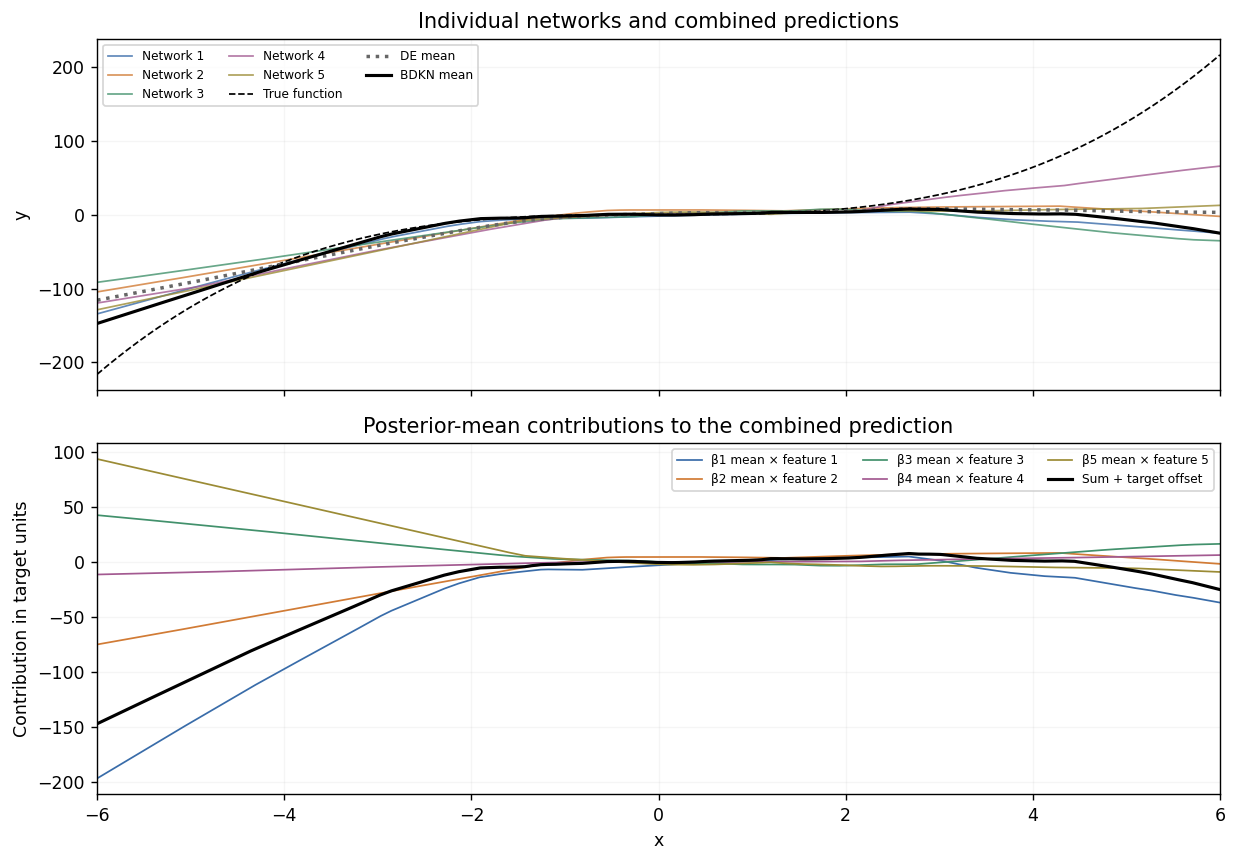 Individual networks and combined predictions
Network 1
Network 2
Network 3
Network 4
Network 5
True function
DE mean
BDKN mean
200
100
0
−100
−200
y
Posterior-mean contributions to the combined prediction
β1 mean × feature 1
β2 mean × feature 2
β3 mean × feature 3
β4 mean × feature 4
β5 mean × feature 5
Sum + target offset
100
50
0
−50
−100
−150
−200
Contribution in target units
−6
−4
−2
0
2
4
6
x